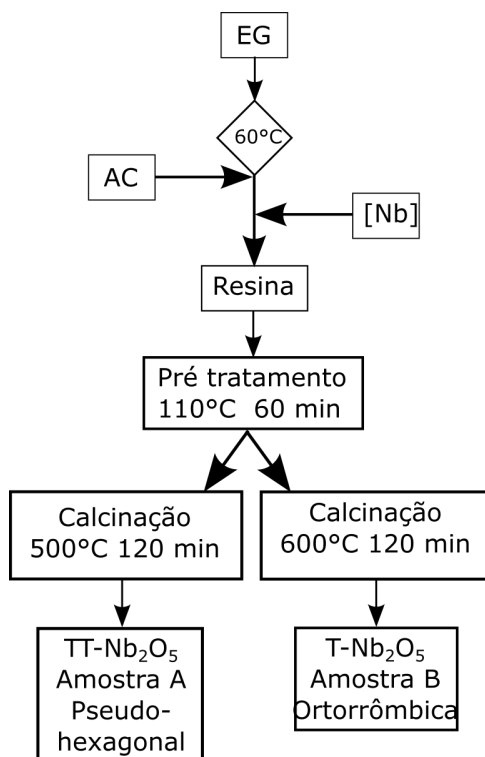 EG
60°C
AC
[Nb]
Resina
Pré tratamento
110°C 60 min
Calcinação
500°C 120 min
Calcinação
600°C 120 min
TT-Nb₂O₅
Amostra A
Pseudo-
hexagonal
T-Nb₂O₅
Amostra B
Ortorrômbica